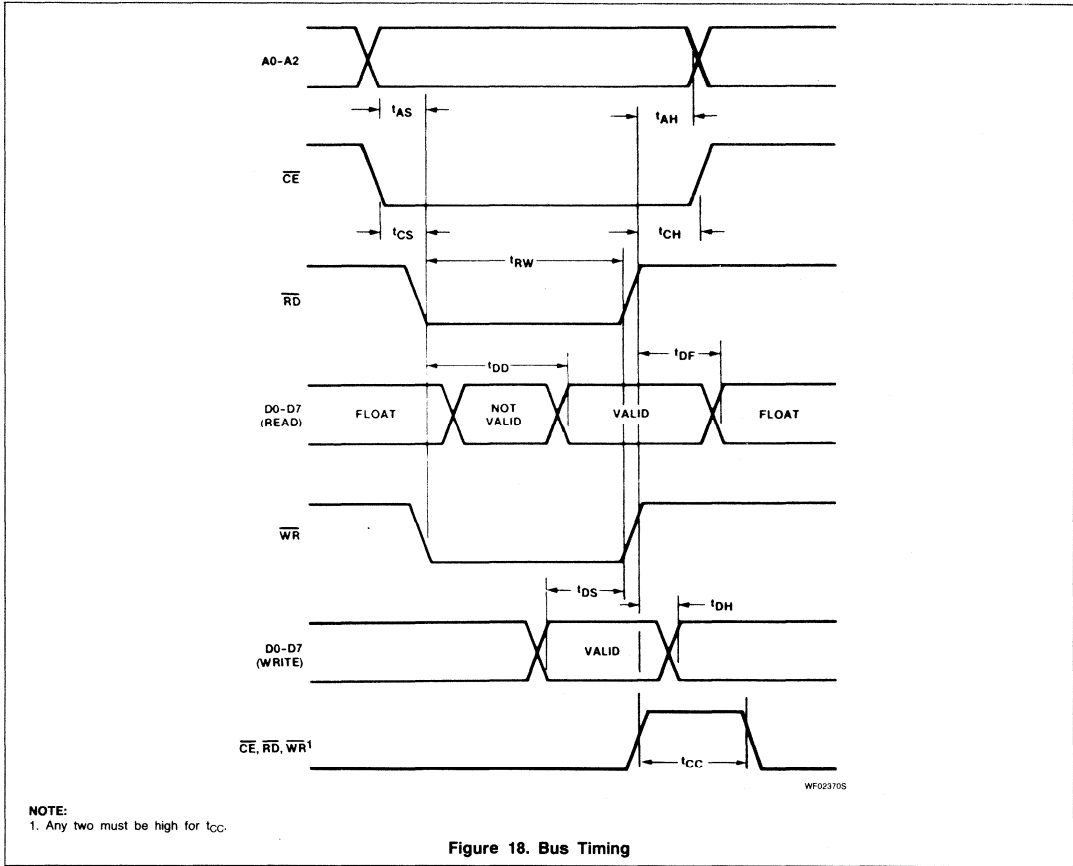 A0-A2
tAS
tAH
CE
tCS
tCH
tRW
RD
tDF
tDD
D0-D7
(READ)
FLOAT
NOT
VALID
VALID
FLOAT
WR
tDS
tDH
D0-D7
(WRITE)
VALID
CE, RD, WR1
tCC
WF02370S
NOTE:
1. Any two must be high for tCC.
Figure 18. Bus Timing